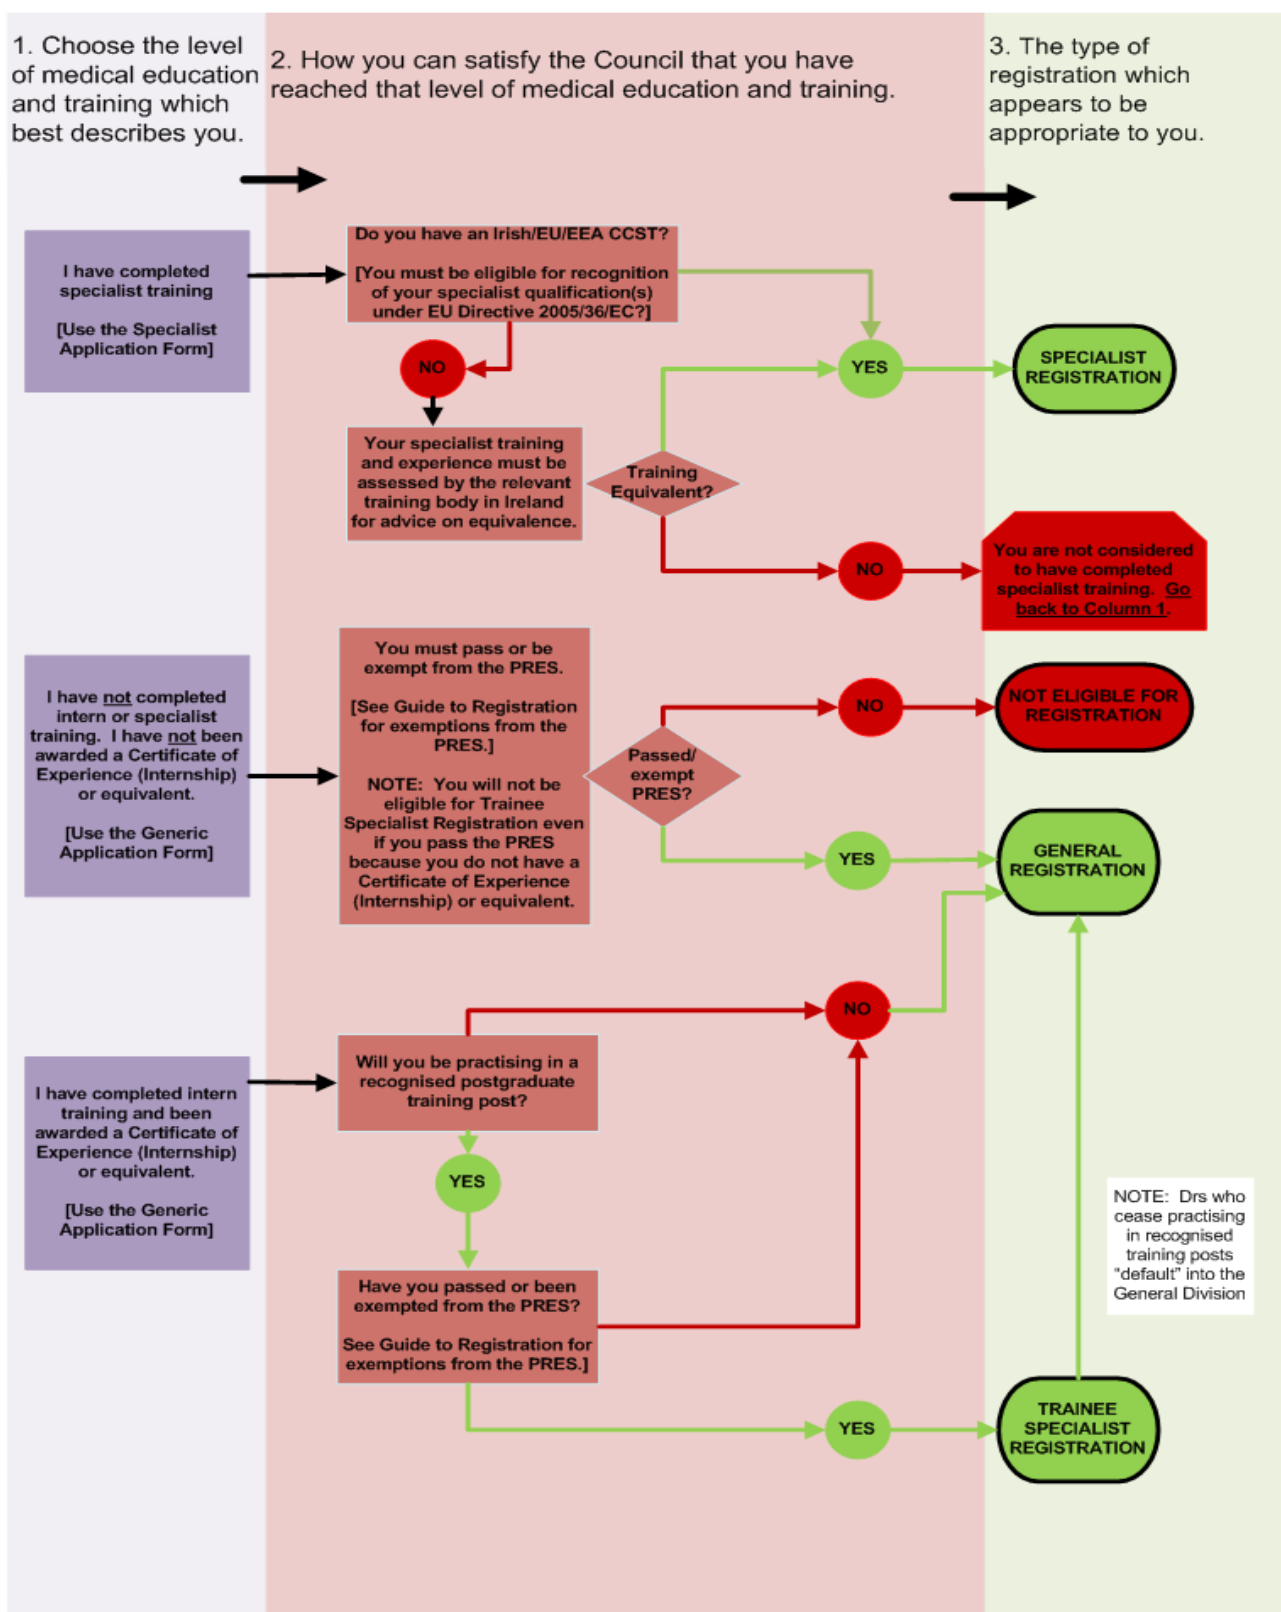 1. Choose the level
of medical education
and training which
best describes you.
2. How you can satisfy the Council that you have
reached that level of medical education and training.
3. The type of
registration which
appears to be
appropriate to you.
I have completed
specialist training
[Use the Specialist
Application Form]
Do you have an Irish/EU/EEA CCST?
[You must be eligible for recognition
of your specialist qualification(s)
under EU Directive 2005/36/EC?]
NO
YES
SPECIALIST
REGISTRATION
Your specialist training
and experience must be
assessed by the relevant
training body in Ireland
for advice on equivalence.
Training
Equivalent?
NO
You are not considered
to have completed
specialist training. Go
back to Column 1.
I have not completed
intern or specialist
training. I have not been
awarded a Certificate of
Experience (Internship)
or equivalent.
[Use the Generic
Application Form]
You must pass or be
exempt from the PRES.
[See Guide to Registration
for exemptions from the
PRES.]
NOTE: You will not be
eligible for Trainee
Specialist Registration even
if you pass the PRES
because you do not have a
Certificate of Experience
(Internship) or equivalent.
Passed/
exempt
PRES?
NO
NOT ELIGIBLE FOR
REGISTRATION
YES
GENERAL
REGISTRATION
NO
I have completed intern
training and been
awarded a Certificate of
Experience (Internship)
or equivalent.
[Use the Generic
Application Form]
Will you be practising in a
recognised postgraduate
training post?
YES
Have you passed or been
exempted from the PRES?
See Guide to Registration for
exemptions from the PRES.]
YES
TRAINEE
SPECIALIST
REGISTRATION
NOTE: Drs who
cease practising
in recognised
training posts
“default” into the
General Division